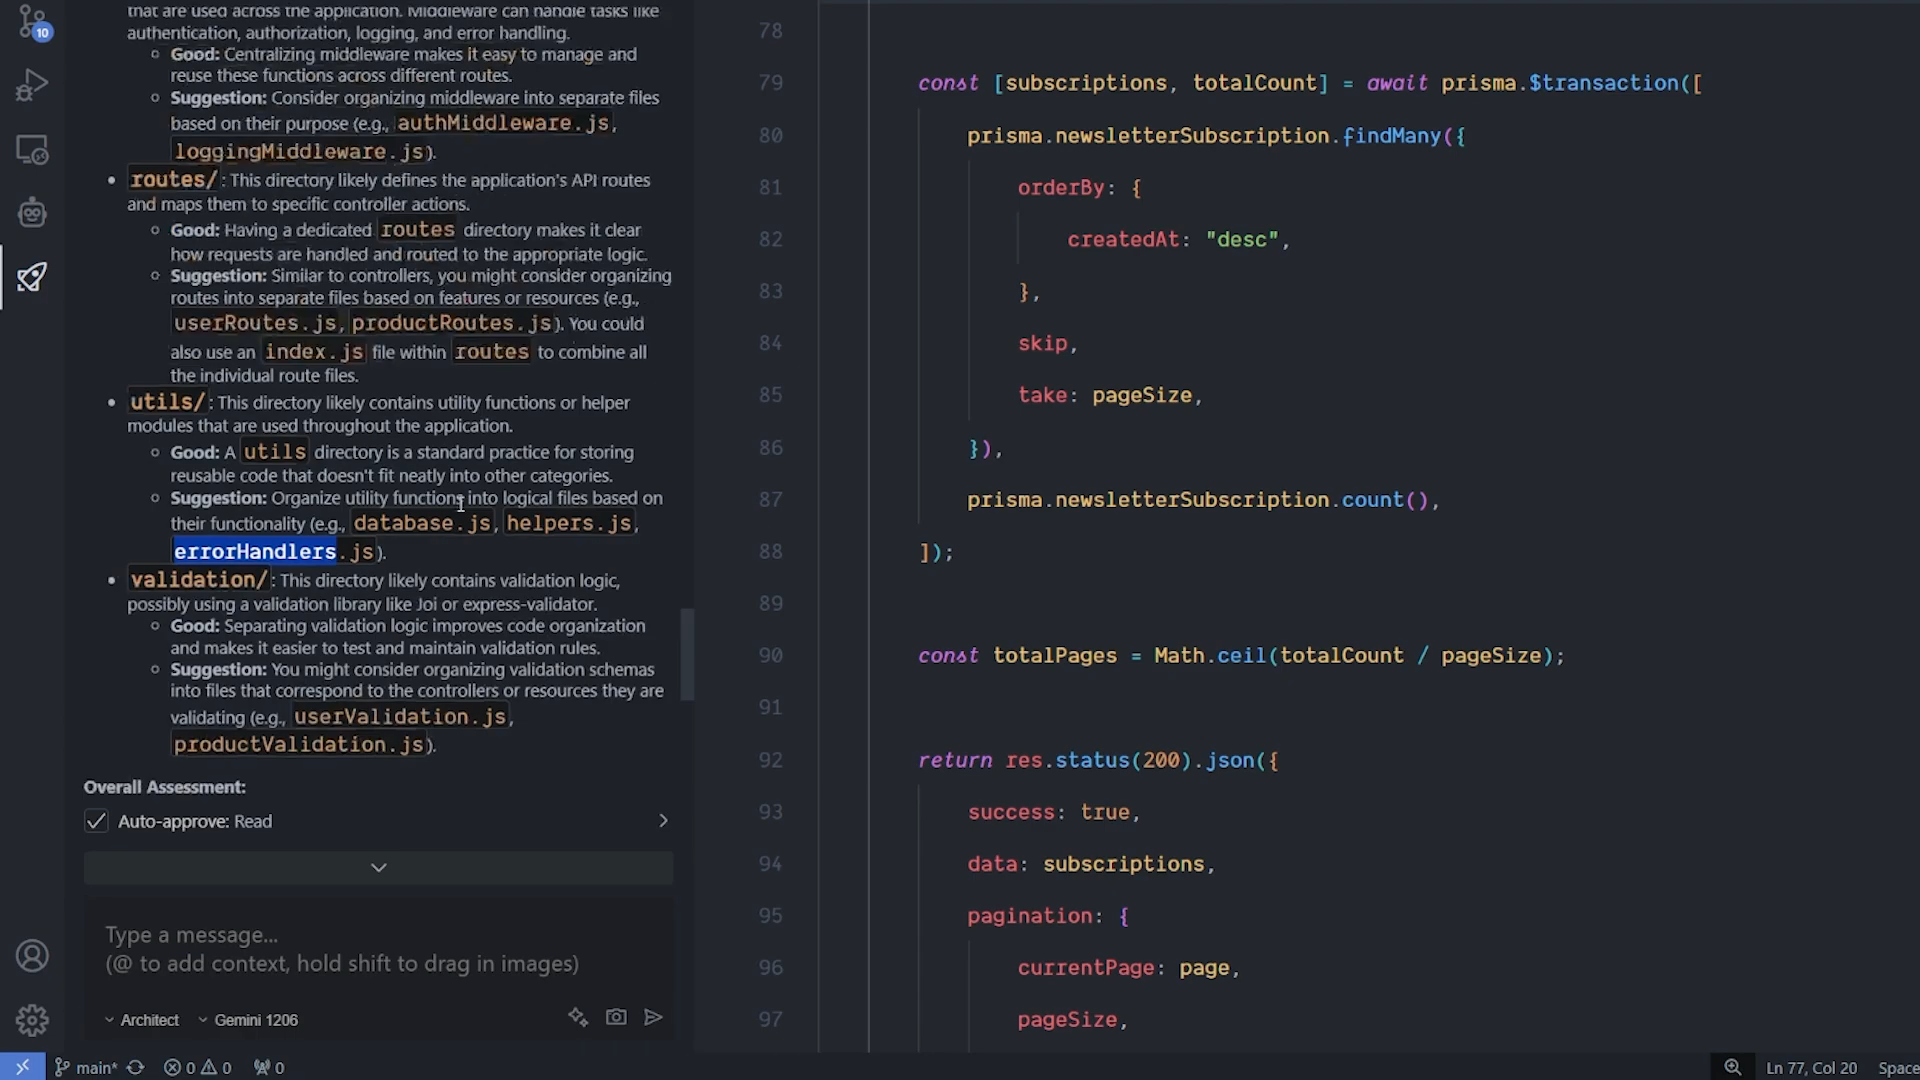 10
that are used across the application. Middleware can handle tasks like
authentication, authorization, logging, and error handling.
Good: Centralizing middleware makes it easy to manage and
reuse these functions across different routes.
Suggestion: Consider organizing middleware into separate files
based on their purpose (e.g., authMiddleware.js,
loggingMiddleware.js).
routes/: This directory likely defines the application's API routes
and maps them to specific controller actions.
Good: Having a dedicated routes directory makes it clear
how requests are handled and routed to the appropriate logic.
Suggestion: Similar to controllers, you might consider organizing
routes into separate files based on features or resources (e.g.,
userRoutes.js, productRoutes.js). You could
also use an index.js file within routes to combine all
the individual route files.
utils/: This directory likely contains utility functions or helper
modules that are used throughout the application.
Good: A utils directory is a standard practice for storing
reusable code that doesn't fit neatly into other categories.
Suggestion: Organize utility functions into logical files based on
their functionality (e.g., database.js, helpers.js,
errorHandlers.js).
validation/: This directory likely contains validation logic,
possibly using a validation library like Joi or express-validator.
Good: Separating validation logic improves code organization
and makes it easier to test and maintain validation rules.
Suggestion: You might consider organizing validation schemas
into files that correspond to the controllers or resources they are
validating (e.g., userValidation.js,
productValidation.js).
Overall Assessment:
Auto-approve: Read
Type a message...
(@ to add context, hold shift to drag in images)
Architect Gemini 1206
78
79 const [subscriptions, totalCount] = await prisma.$transaction([
80 prisma.newsletterSubscription.findMany({
81 orderBy: {
82 createdAt: "desc",
83 },
84 skip,
85 take: pageSize,
86 }),
87 prisma.newsletterSubscription.count(),
88 ]);
89
90 const totalPages = Math.ceil(totalCount / pageSize);
91
92 return res.status(200).json({
93 success: true,
94 data: subscriptions,
95 pagination: {
96 currentPage: page,
97 pageSize,
main* 0 0 0 Ln 77, Col 20 Space